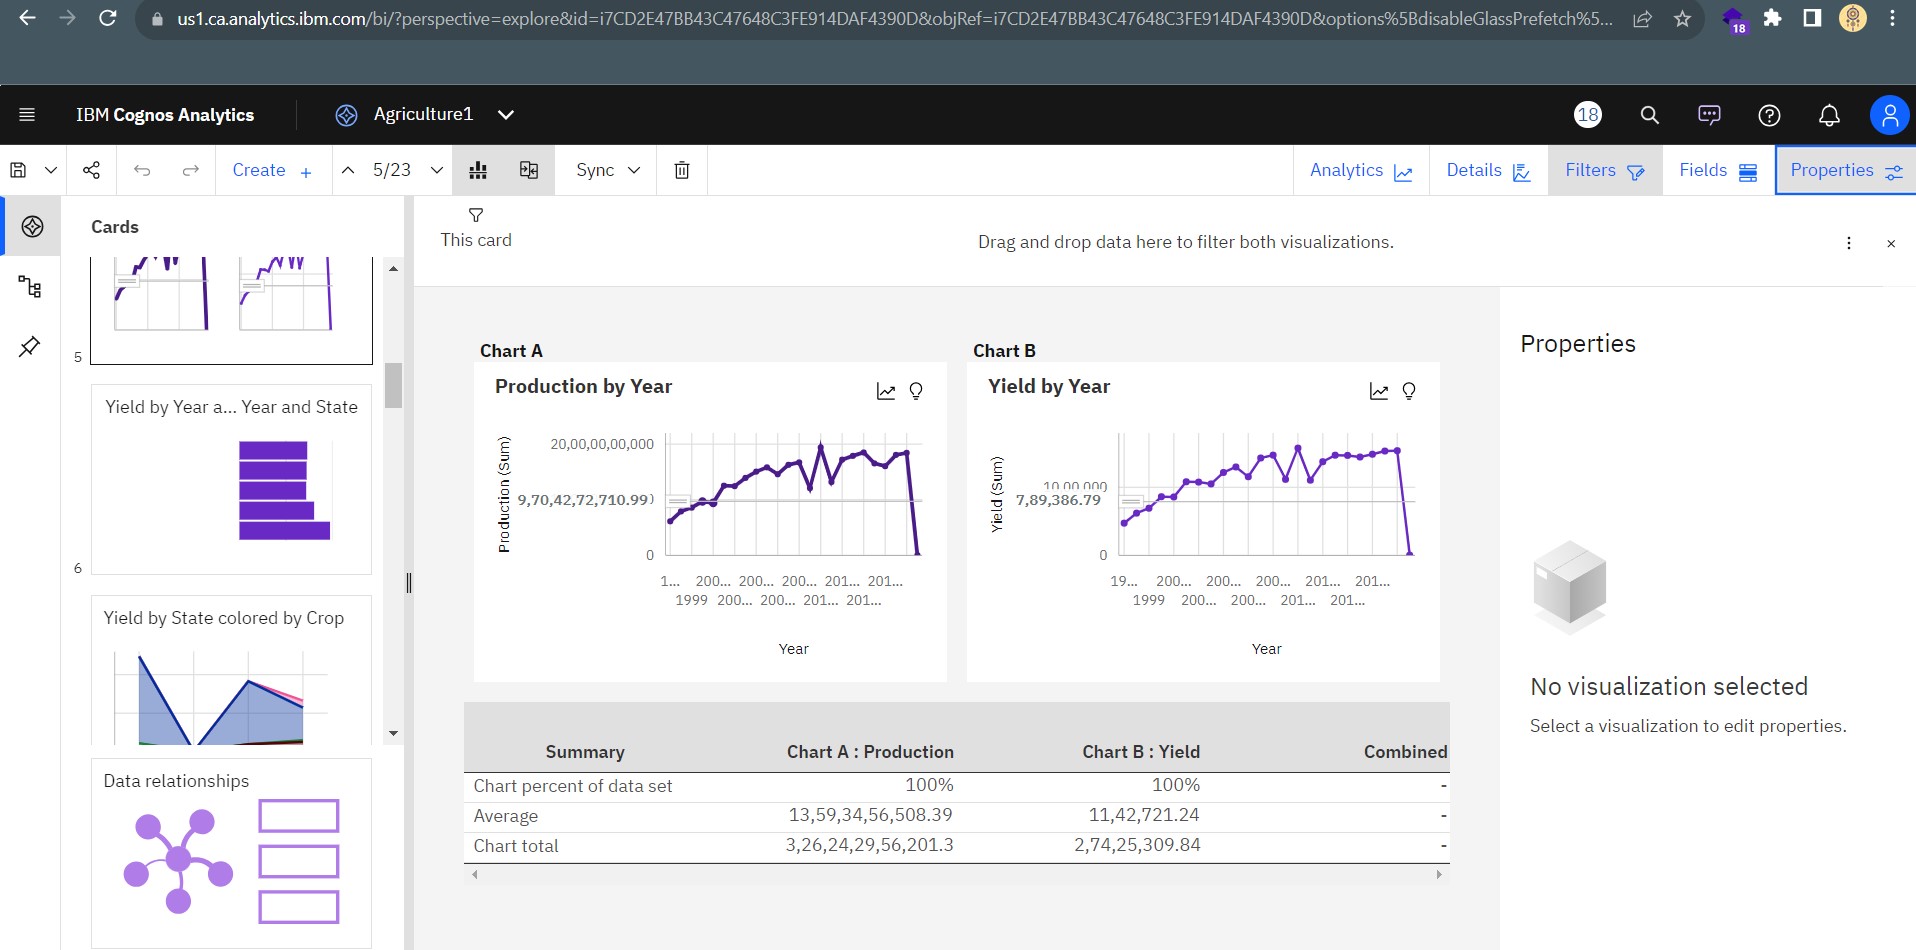 us1.ca.analytics.ibm.com/bi/?perspective=explore&id=i7CD2E47BB43C47648C3FE914DAF4390D&objRef=i7CD2E47BB43C47648C3FE914DAF4390D&options%5BdisableGlassPrefetch%5...
18
IBM Cognos Analytics
Agriculture1
18
Create +
5/23
Sync
Analytics
Details
Filters
Fields
Properties
Cards
5
Yield by Year a... Year and State
6
Yield by State colored by Crop
Data relationships
This card
Drag and drop data here to filter both visualizations.
Chart A
Production by Year
Production (Sum)
20,00,00,00,000
9,70,42,72,710.99)
0
1... 200... 200... 200... 201... 201...
1999 200... 200... 201... 201...
Year
Chart B
Yield by Year
Yield (Sum)
10,00,000
7,89,386.79
0
19... 200... 200... 200... 201... 201...
1999 200... 200... 201... 201...
Year
Summary Chart A : Production Chart B : Yield Combined
Chart percent of data set 100% 100% -
Average 13,59,34,56,508.39 11,42,721.24 -
Chart total 3,26,24,29,56,201.3 2,74,25,309.84 -
Properties
No visualization selected
Select a visualization to edit properties.